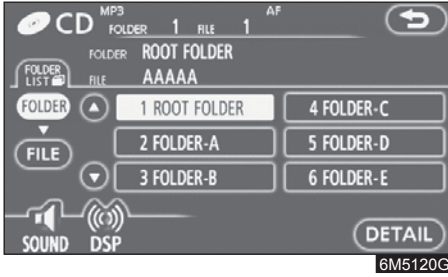 CD MP3 FOLDER 1 FILE 1 AF
FOLDER ROOT FOLDER
FOLDER LIST FILE AAAAA
FOLDER 1 ROOT FOLDER 4 FOLDER-C
FILE 2 FOLDER-A 5 FOLDER-D
3 FOLDER-B 6 FOLDER-E
SOUND DSP DETAIL
6M5120G